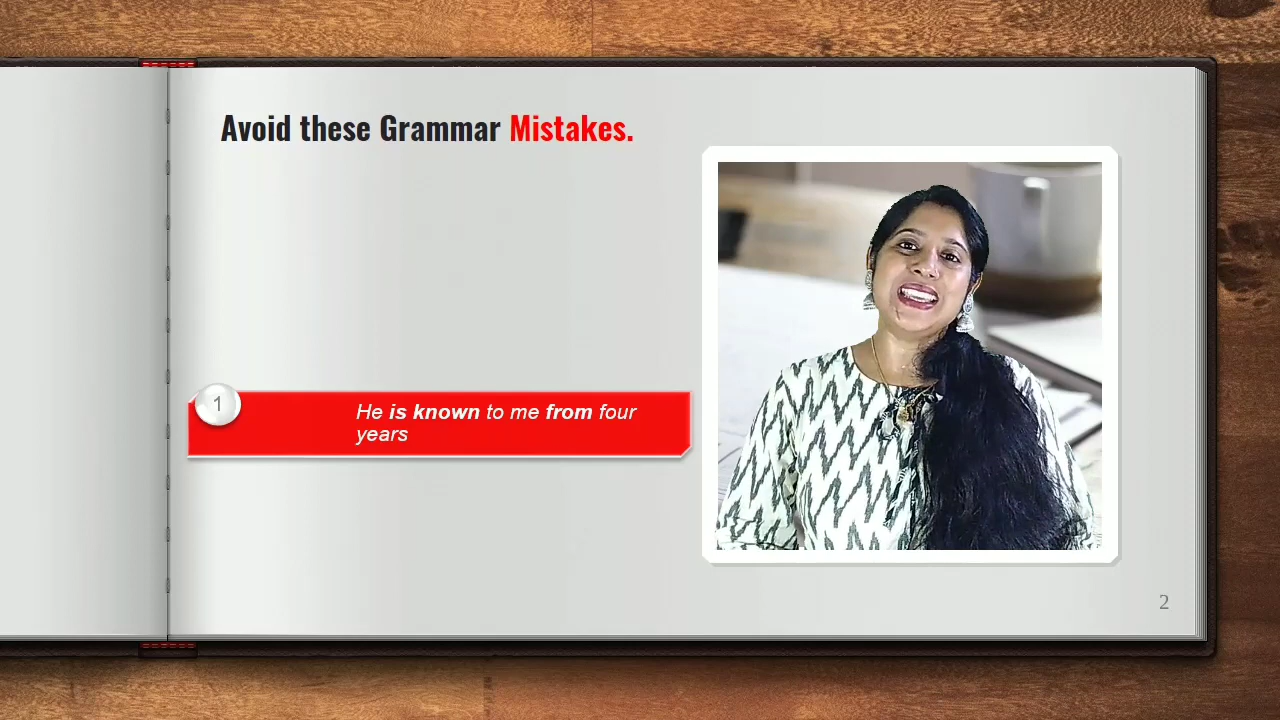 Avoid these Grammar Mistakes.
1
He is known to me from four
years
2